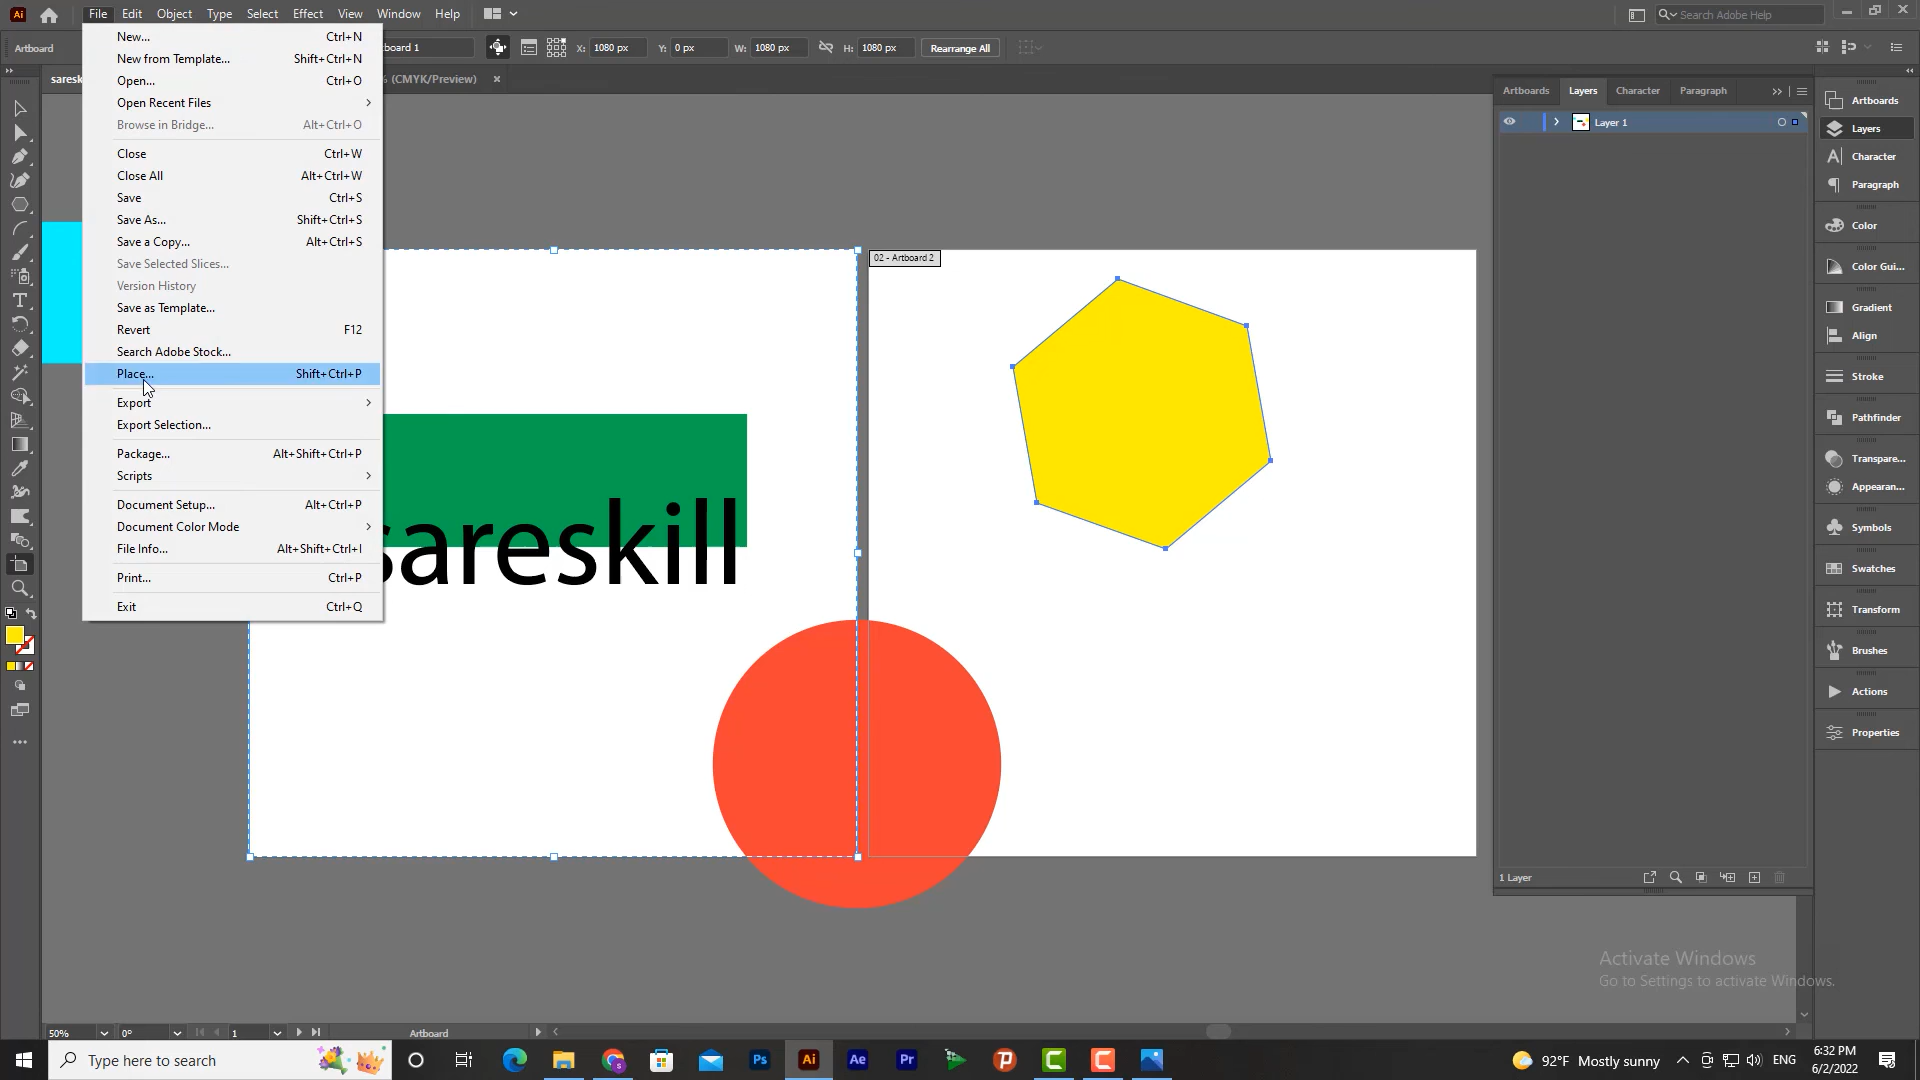 Ai File Edit Object Type Select Effect View Window Help Search Adobe Help
Artboard X: 1080 px Y: 0 px W: 1080 px H: 1080 px Rearrange All
(CMYK/Preview)
New... Ctrl+N
New from Template... Shift+Ctrl+N
Open... Ctrl+O
Open Recent Files
Browse in Bridge... Alt+Ctrl+O
Close Ctrl+W
Close All Alt+Ctrl+W
Save Ctrl+S
Save As... Shift+Ctrl+S
Save a Copy... Alt+Ctrl+S
Save Selected Slices...
Version History
Save as Template...
Revert F12
Search Adobe Stock...
Place... Shift+Ctrl+P
Export
Export Selection...
Package... Alt+Shift+Ctrl+P
Scripts
Document Setup... Alt+Ctrl+P
Document Color Mode
File Info... Alt+Shift+Ctrl+I
Print... Ctrl+P
Exit Ctrl+Q
02 - Artboard 2
sareskill
Artboards Layers Character Paragraph
Layer 1
1 Layer
Artboards
Layers
Character
Paragraph
Color
Color Gui...
Gradient
Align
Stroke
Pathfinder
Transpare...
Appearan...
Symbols
Swatches
Transform
Brushes
Actions
Properties
Activate Windows
Go to Settings to activate Windows.
50% 0° 1 Artboard
Type here to search Ps Ai Ae Pr 92°F Mostly sunny ENG
6:32 PM
6/2/2022